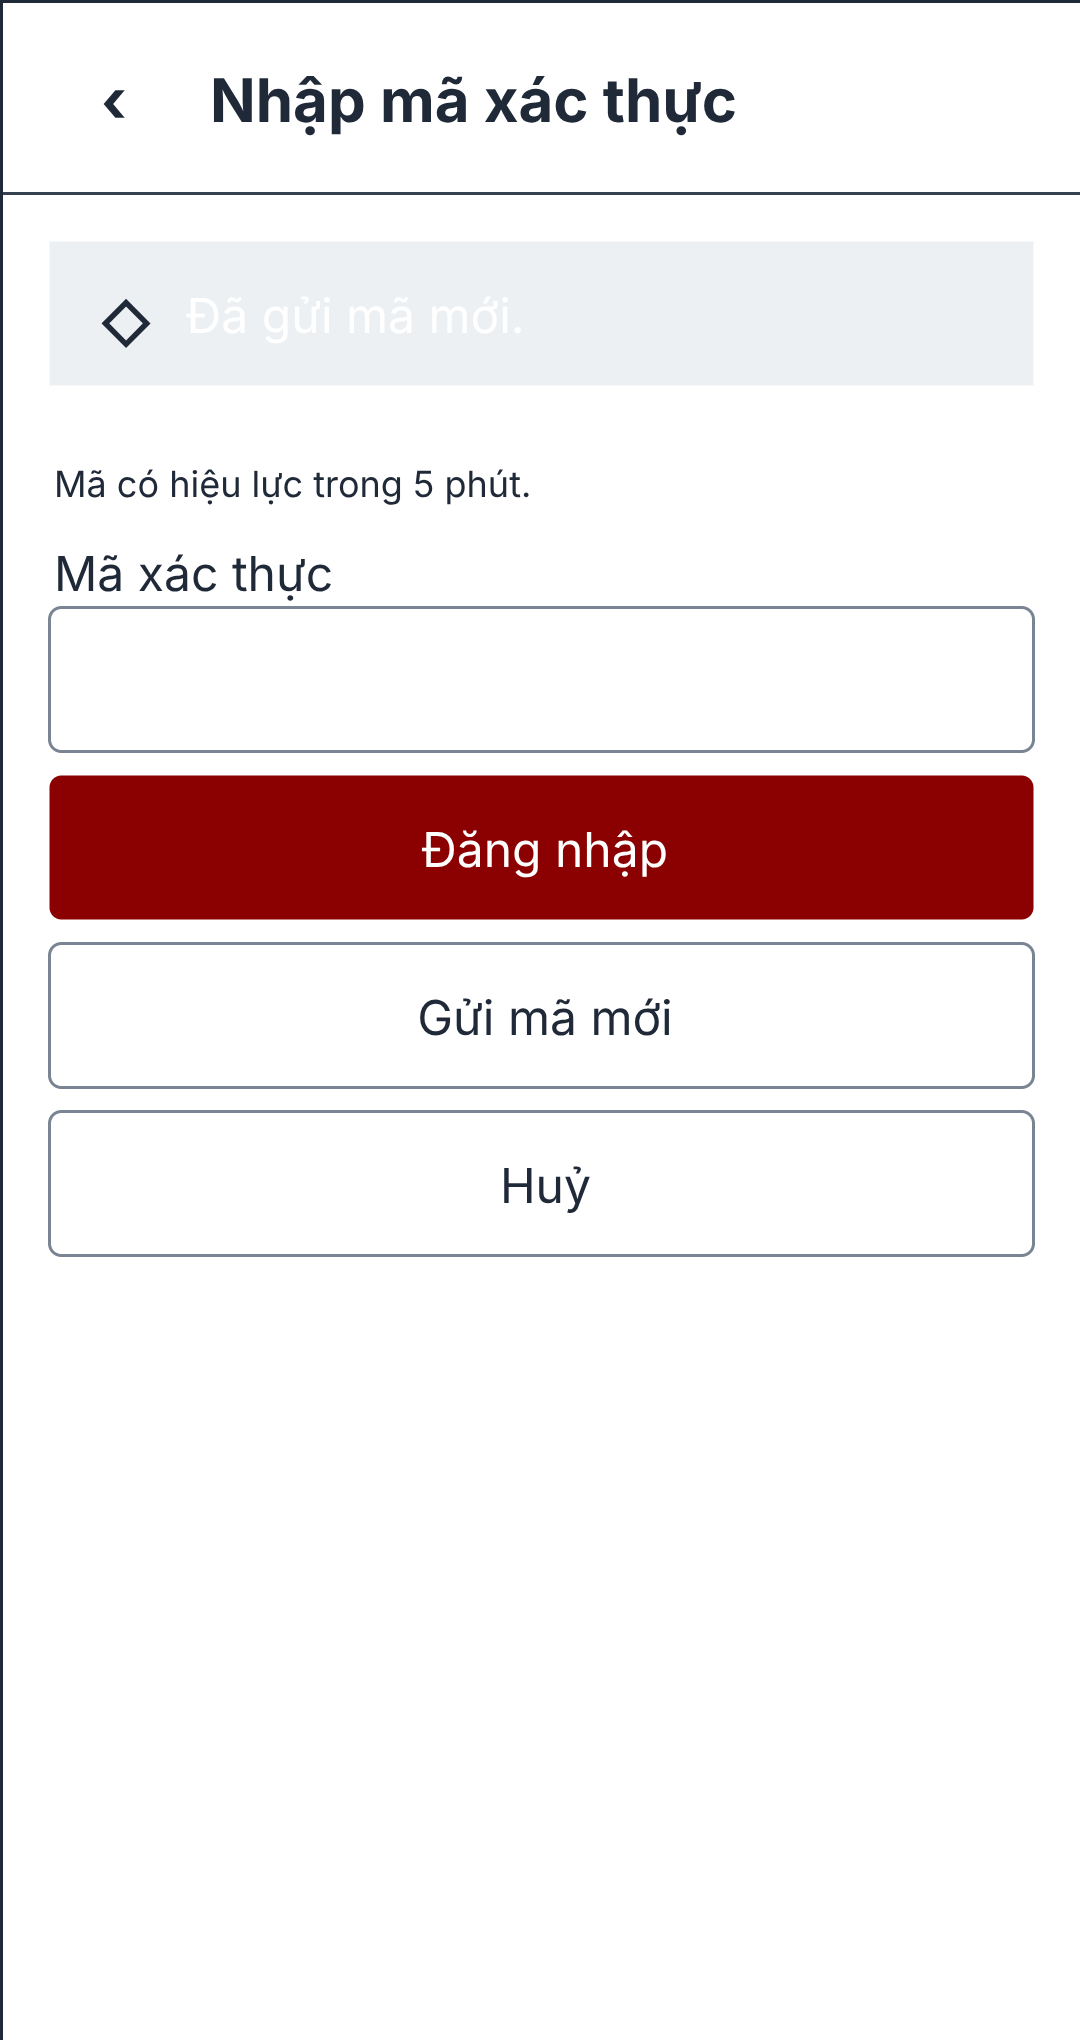 Nhập mã xác thực
Đã gửi mã mới.
Mã có hiệu lực trong 5 phút.
Mã xác thực
Đăng nhập
Gửi mã mới
Huỷ